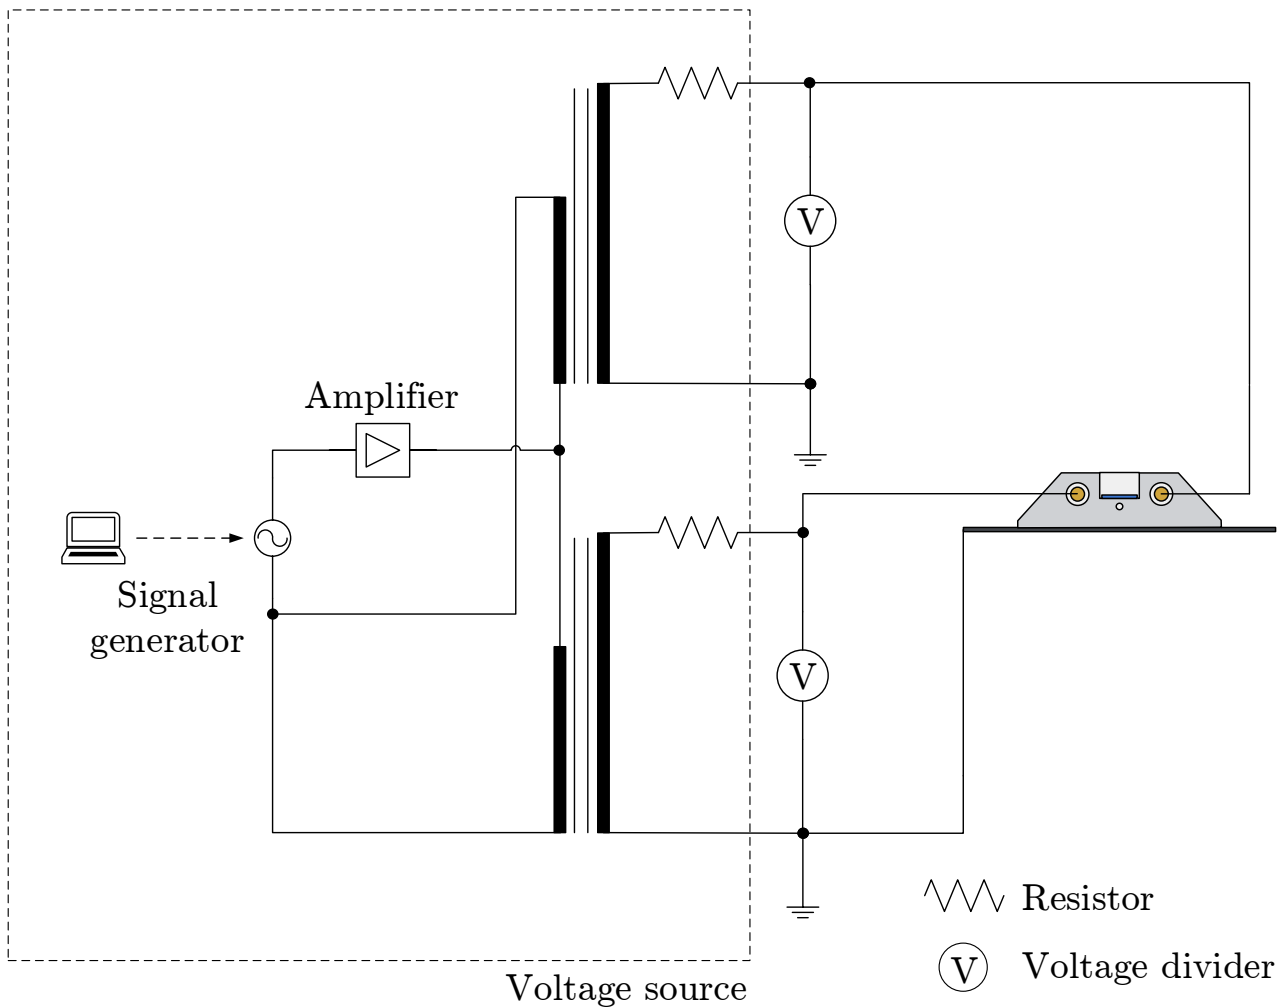 V
Amplifier
Signal
generator
V
Resistor
V Voltage divider
Voltage source